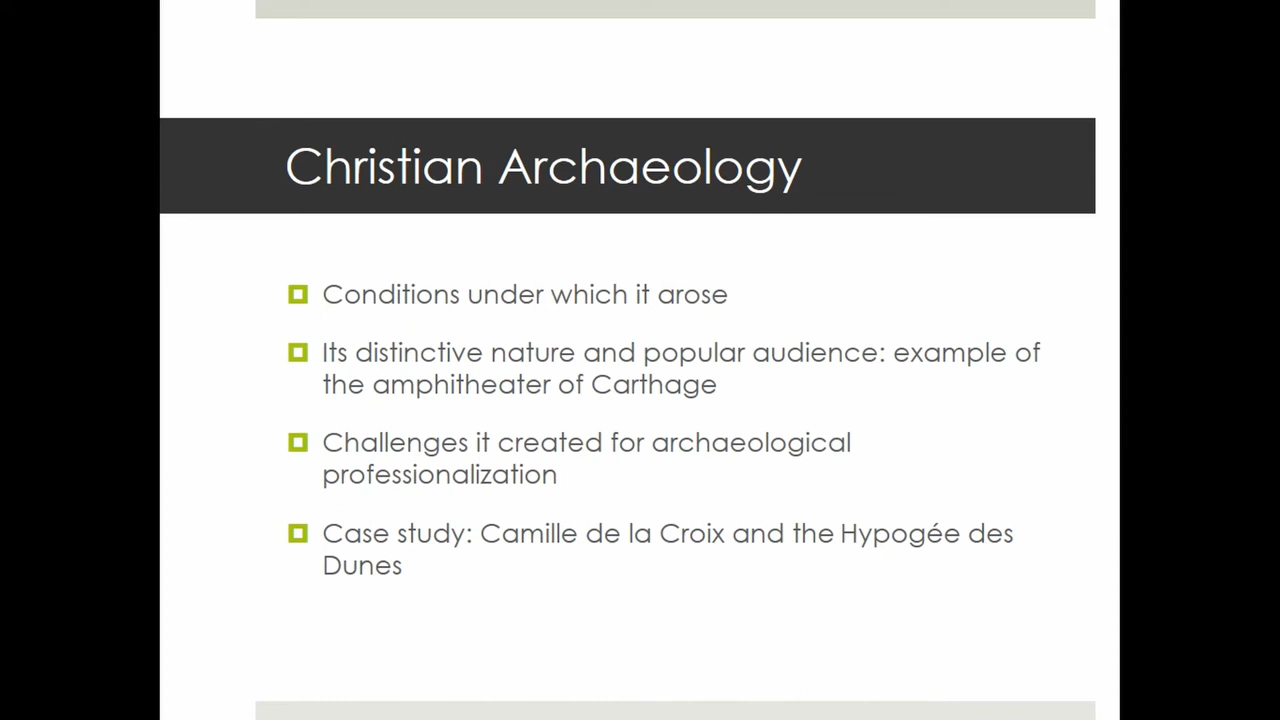 Christian Archaeology
Conditions under which it arose
Its distinctive nature and popular audience: example of
the amphitheater of Carthage
Challenges it created for archaeological
professionalization
Case study: Camille de la Croix and the Hypogée des
Dunes